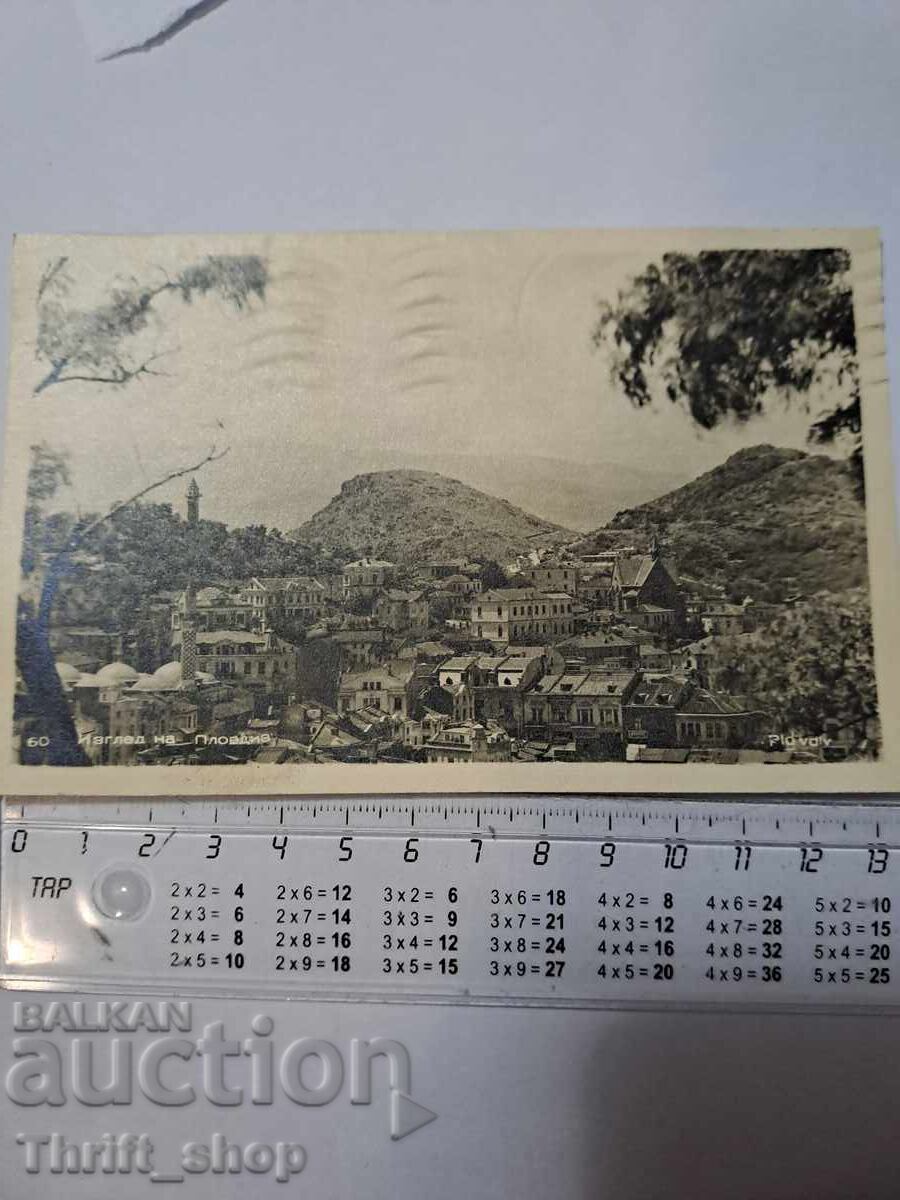 60 Изглед на Пловдив Plovdiv
0 1 2 3 4 5 6 7 8 9 10 11 12 13
TAP
2 x 2 = 4 2 x 6 = 12 3 x 2 = 6 3 x 6 = 18 4 x 2 = 8 4 x 6 = 24 5 x 2 = 10
2 x 3 = 6 2 x 7 = 14 3 x 3 = 9 3 x 7 = 21 4 x 3 = 12 4 x 7 = 28 5 x 3 = 15
2 x 4 = 8 2 x 8 = 16 3 x 4 = 12 3 x 8 = 24 4 x 4 = 16 4 x 8 = 32 5 x 4 = 20
2 x 5 = 10 2 x 9 = 18 3 x 5 = 15 3 x 9 = 27 4 x 5 = 20 4 x 9 = 36 5 x 5 = 25
BALKAN
auction
Thrift_shop